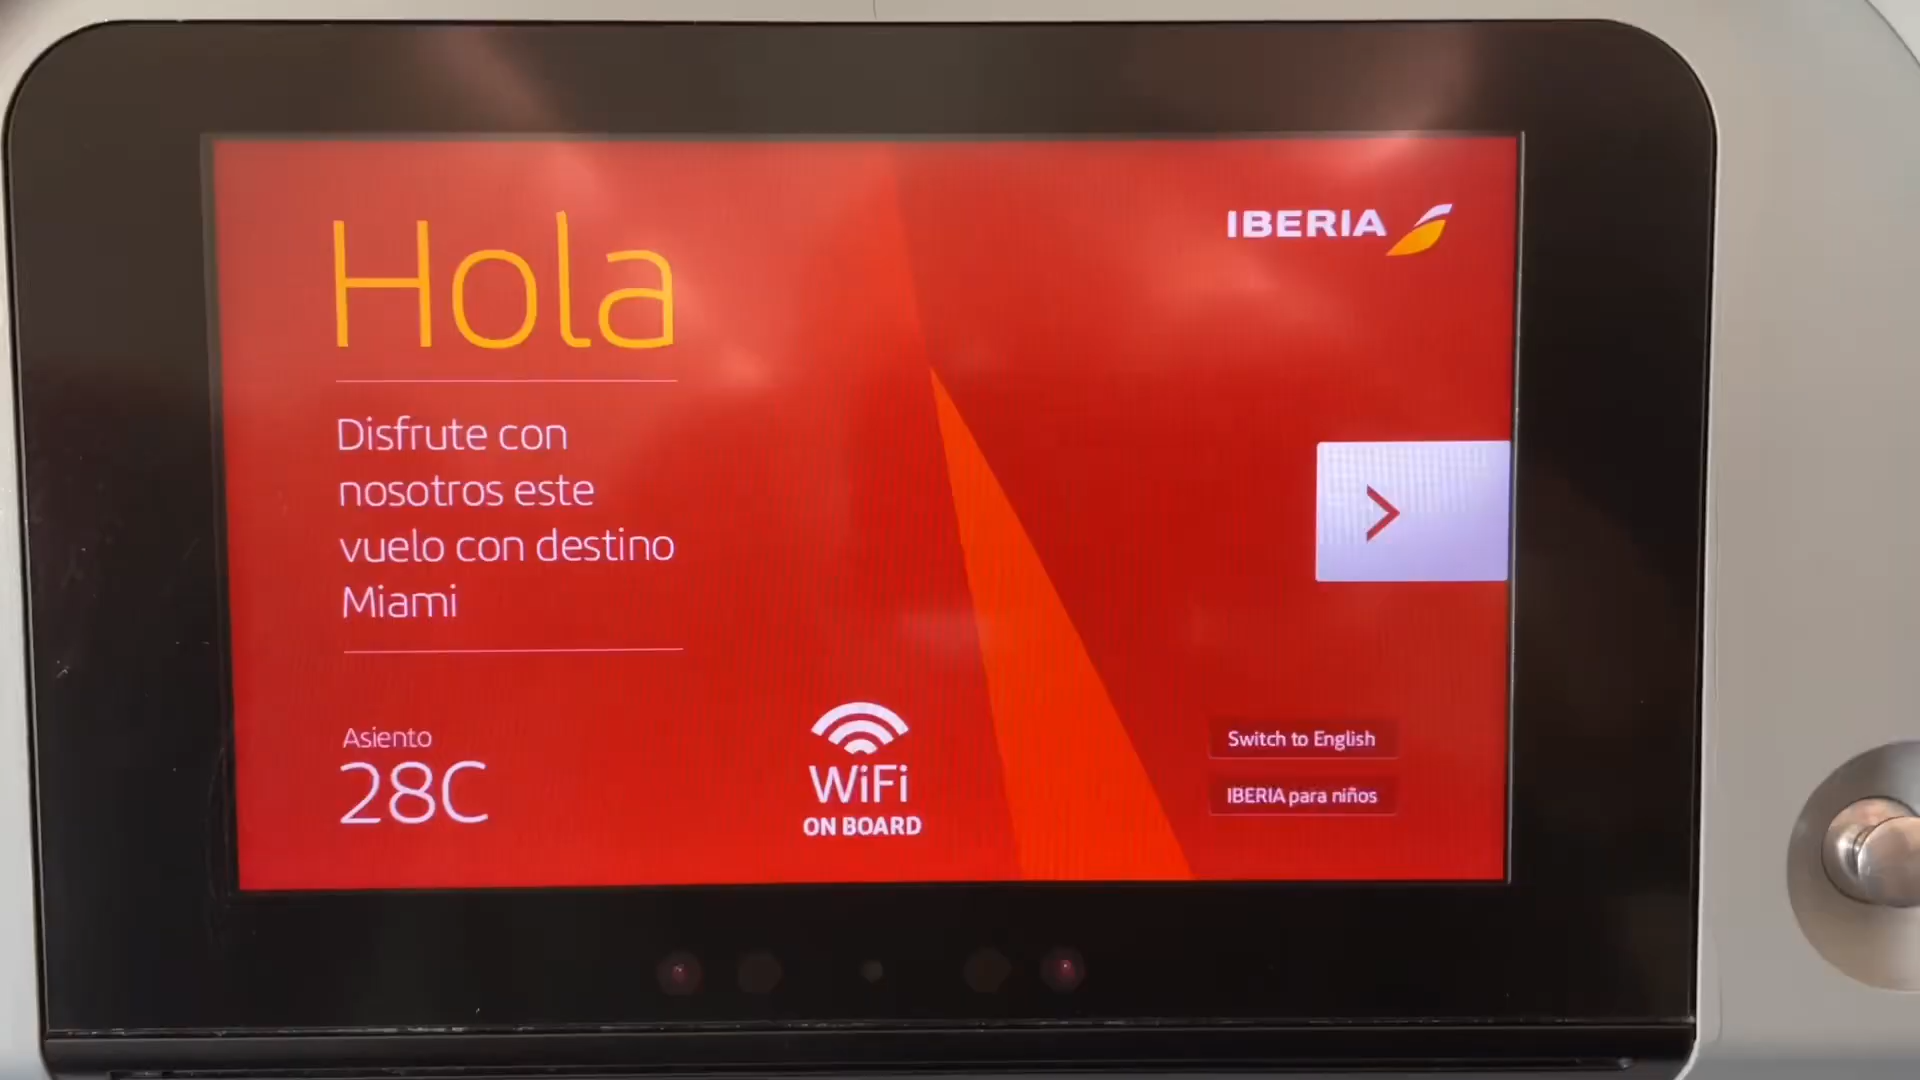 Hola
IBERIA
Disfrute con
nosotros este
vuelo con destino
Miami
Asiento
28C
WiFi
ON BOARD
Switch to English
IBERIA para niños